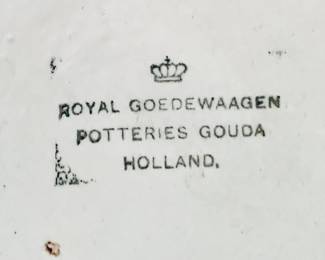 ROYAL GOEDEWAAGEN
POTTERIES GOUDA
HOLLAND.